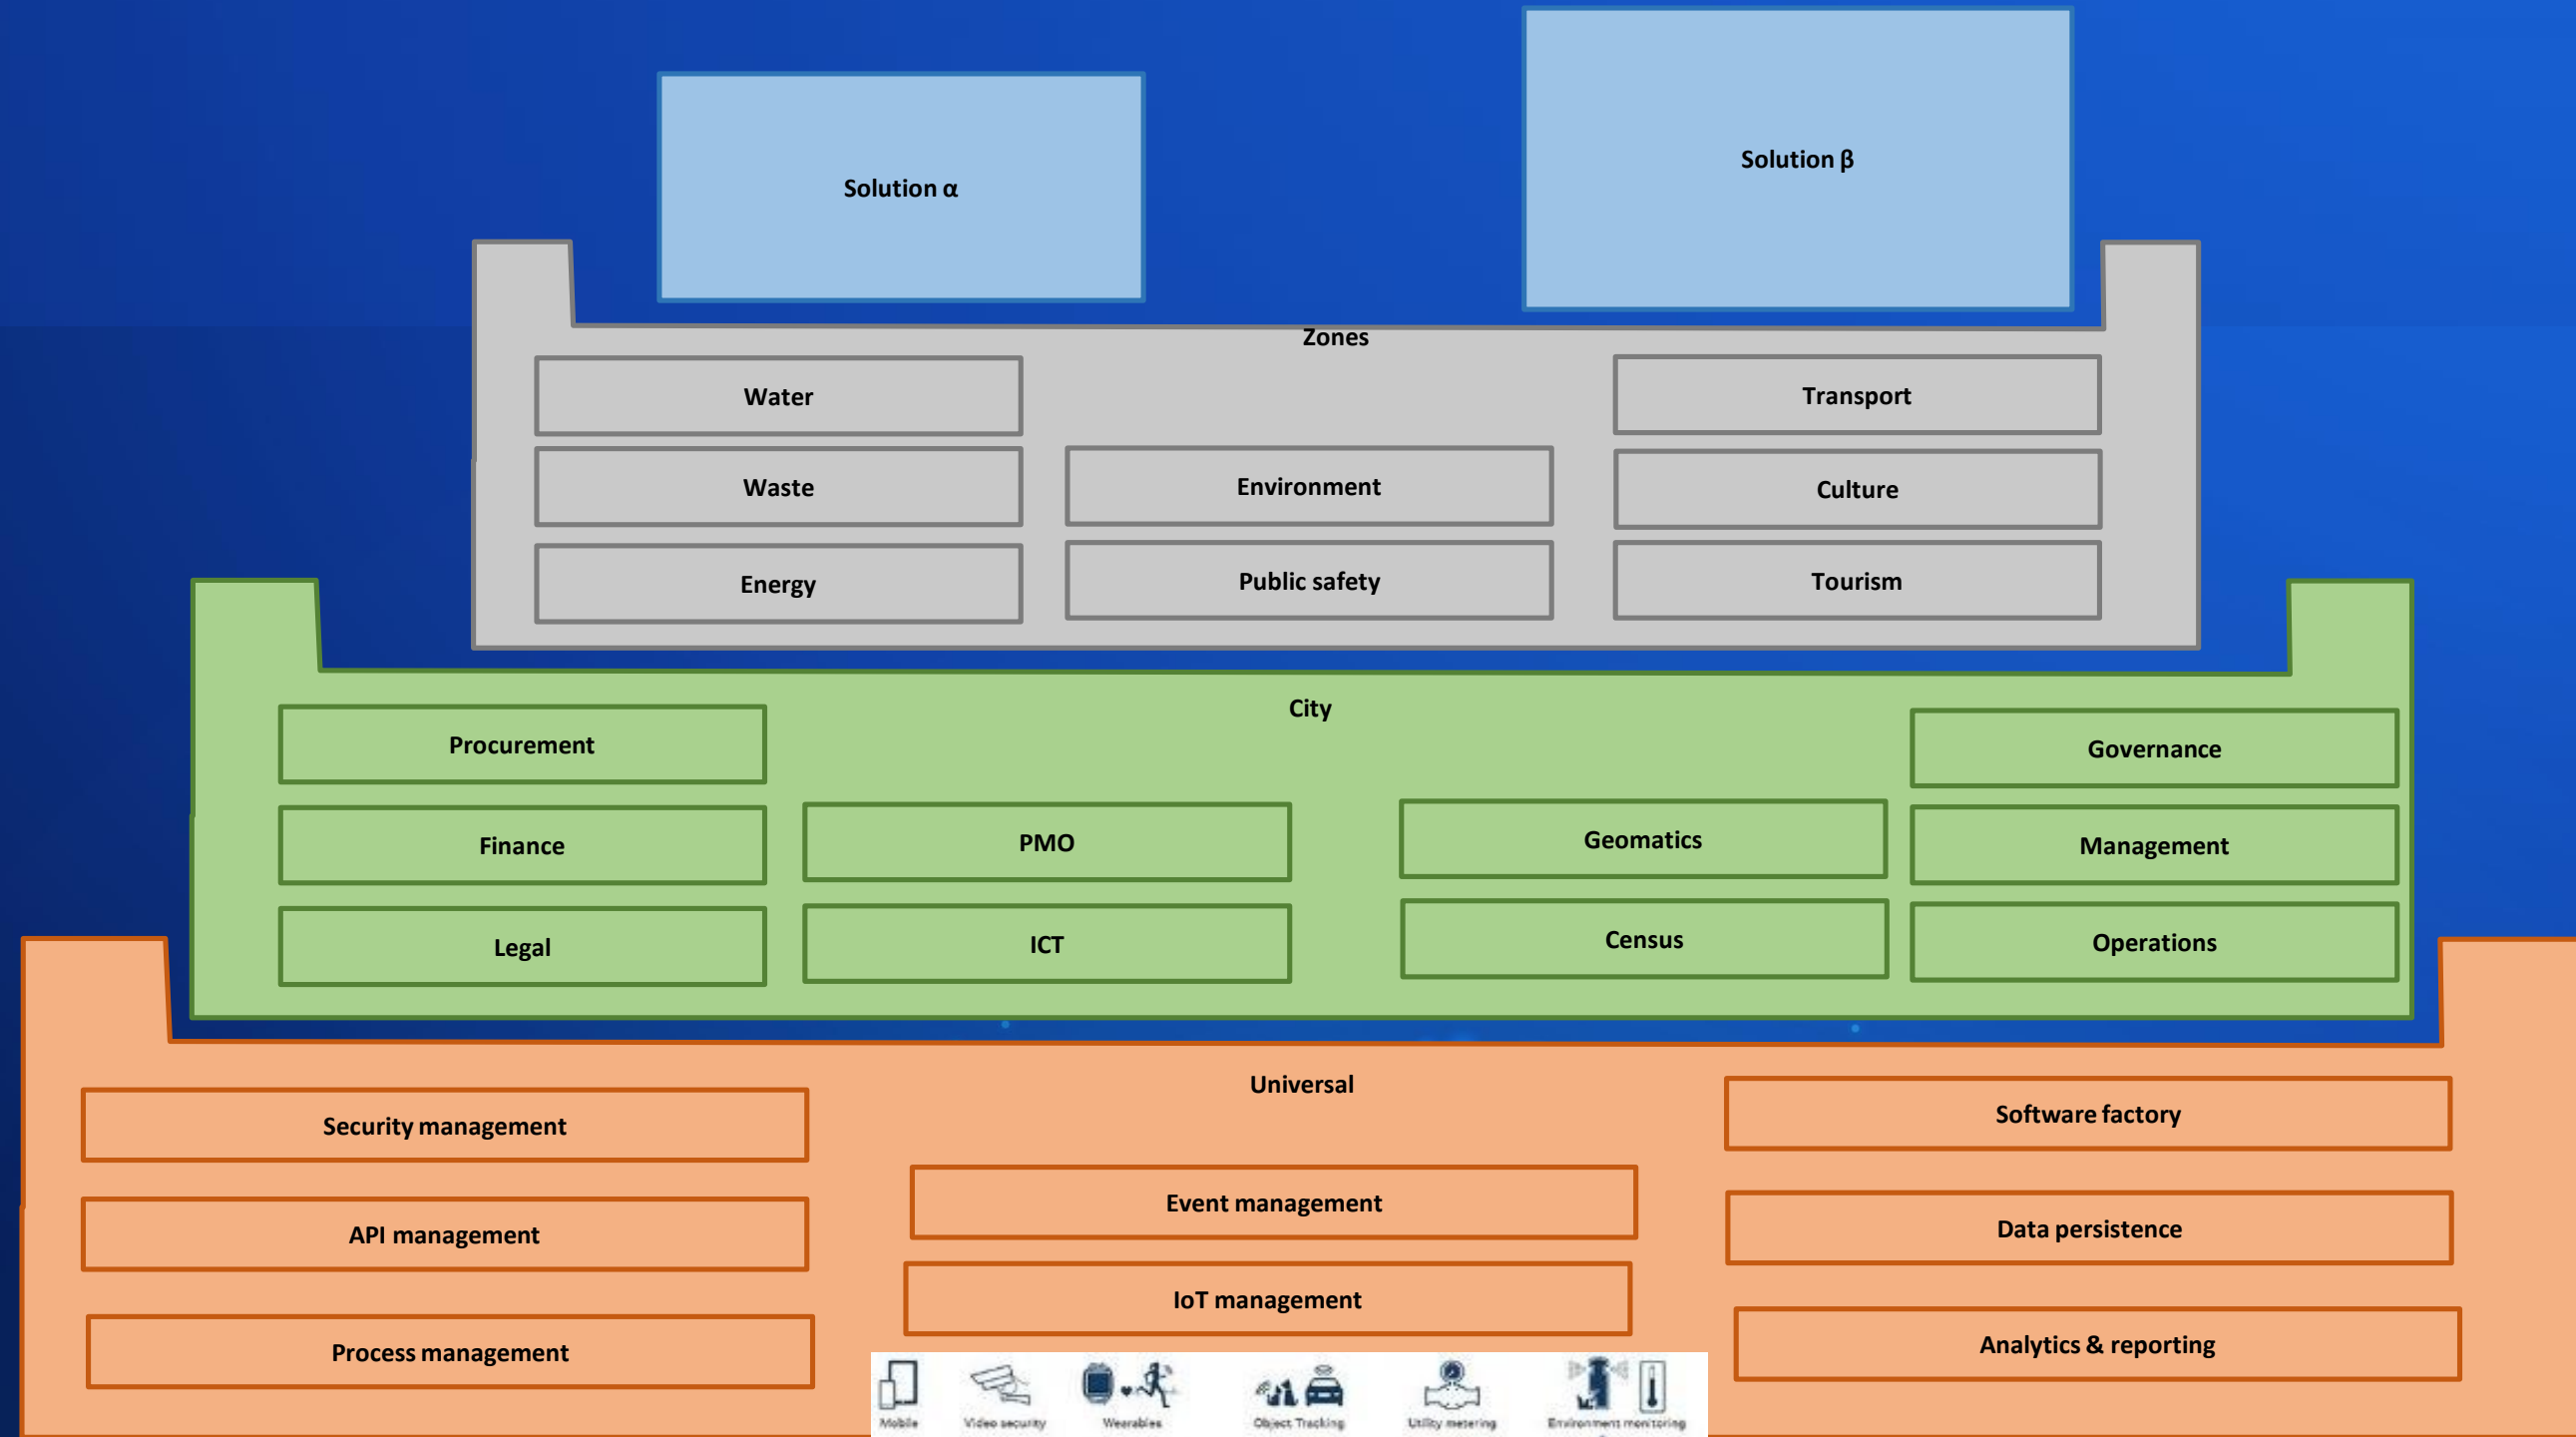 Solution α
Solution β
Zones
Water
Transport
Waste
Environment
Culture
Energy
Public safety
Tourism
City
Procurement
Governance
Finance
PMO
Geomatics
Management
Legal
ICT
Census
Operations
Universal
Security management
Software factory
Event management
API management
Data persistence
IoT management
Process management
Analytics & reporting
Mobile
Video security
Wearables
Object Tracking
Utility metering
Environment monitoring